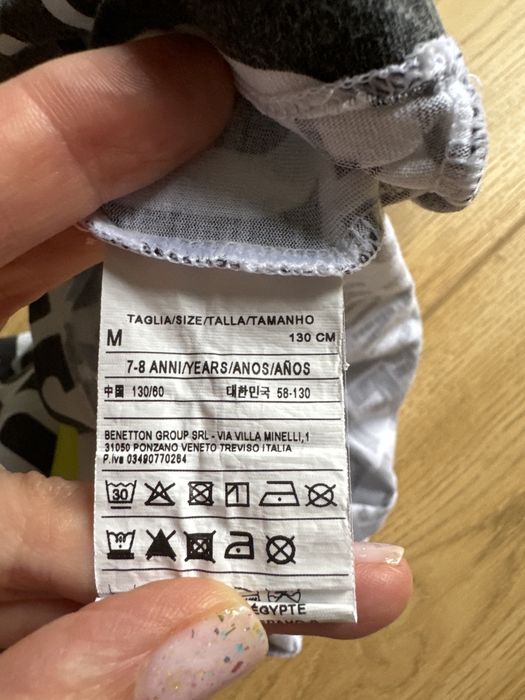 TAGLIA/SIZE/TALLA/TAMANHO
M 130 CM
7-8 ANNI/YEARS/ANOS/AÑOS
中国 130/60 대한민국 58-130
BENETTON GROUP SRL - VIA VILLA MINELLI,1
31050 PONZANO VENETO TREVISO ITALIA
P.iva 03490770264
30
ÉGYPTE